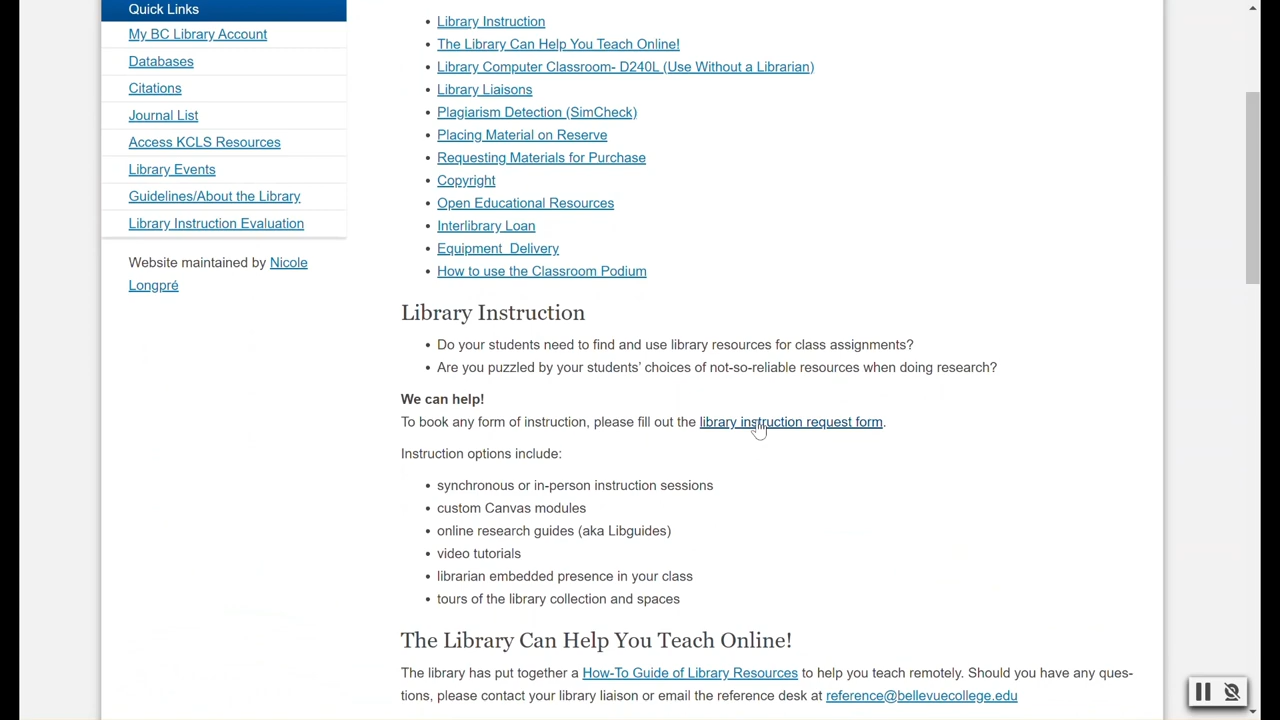 Quick Links
My BC Library Account
Databases
Citations
Journal List
Access KCLS Resources
Library Events
Guidelines/About the Library
Library Instruction Evaluation
Website maintained by Nicole
Longpré
Library Instruction
The Library Can Help You Teach Online!
Library Computer Classroom- D240L (Use Without a Librarian)
Library Liaisons
Plagiarism Detection (SimCheck)
Placing Material on Reserve
Requesting Materials for Purchase
Copyright
Open Educational Resources
Interlibrary Loan
Equipment  Delivery
How to use the Classroom Podium
Library Instruction
Do your students need to find and use library resources for class assignments?
Are you puzzled by your students’ choices of not-so-reliable resources when doing research?
We can help!
To book any form of instruction, please fill out the library instruction request form.
Instruction options include:
synchronous or in-person instruction sessions
custom Canvas modules
online research guides (aka Libguides)
video tutorials
librarian embedded presence in your class
tours of the library collection and spaces
The Library Can Help You Teach Online!
The library has put together a How-To Guide of Library Resources to help you teach remotely. Should you have any ques-
tions, please contact your library liaison or email the reference desk at reference@bellevuecollege.edu